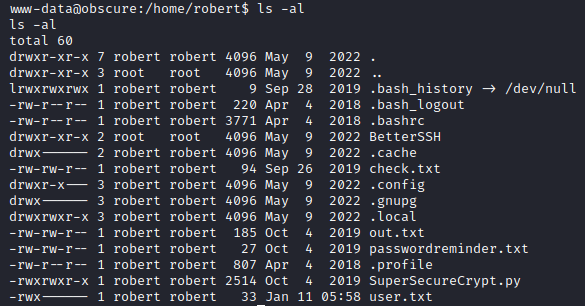 www-data@obscure:/home/robert$ ls -al
ls -al
total 60
drwxr-xr-x 7 robert robert 4096 May  9  2022 .
drwxr-xr-x 3 root   root   4096 May  9  2022 ..
lrwxrwxrwx 1 robert robert    9 Sep 28  2019 .bash_history -> /dev/null
-rw-r--r-- 1 robert robert  220 Apr  4  2018 .bash_logout
-rw-r--r-- 1 robert robert 3771 Apr  4  2018 .bashrc
drwxr-xr-x 2 root   root   4096 May  9  2022 BetterSSH
drwx------ 2 robert robert 4096 May  9  2022 .cache
-rw-rw-r-- 1 robert robert   94 Sep 26  2019 check.txt
drwxr-x--- 3 robert robert 4096 May  9  2022 .config
drwx------ 3 robert robert 4096 May  9  2022 .gnupg
drwxrwxr-x 3 robert robert 4096 May  9  2022 .local
-rw-rw-r-- 1 robert robert  185 Oct  4  2019 out.txt
-rw-rw-r-- 1 robert robert   27 Oct  4  2019 passwordreminder.txt
-rw-r--r-- 1 robert robert  807 Apr  4  2018 .profile
-rwxrwxr-x 1 robert robert 2514 Oct  4  2019 SuperSecureCrypt.py
-rwx------ 1 robert robert   33 Jan 11 05:58 user.txt